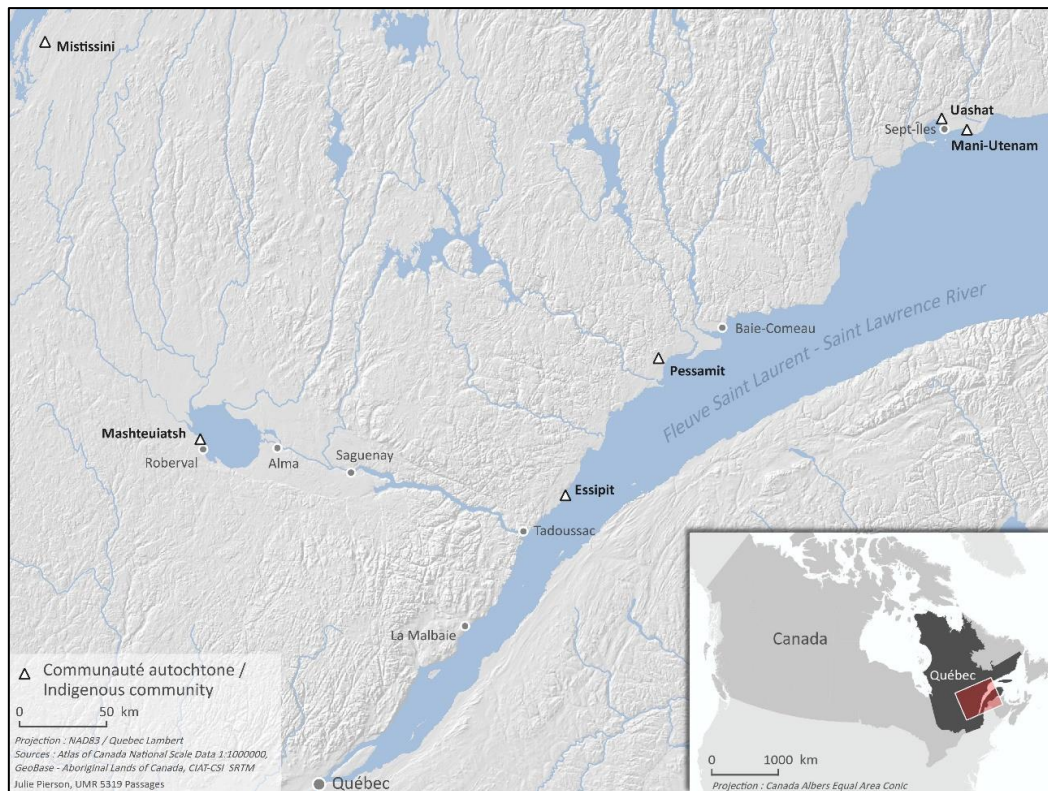 Mistissini
Uashat
Sept-Îles
Mani-Utenam
Fleuve Saint Laurent - Saint Lawrence River
Baie-Comeau
Pessamit
Mashteuiatsh
Roberval
Alma
Saguenay
Essipit
Tadoussac
La Malbaie
Québec
Communauté autochtone /
Indigenous community
0 50 km
Projection : NAD83 / Quebec Lambert
Sources : Atlas of Canada National Scale Data 1:1000000,
GeoBase - Aboriginal Lands of Canada, CIAT-CSI SRTM
Julie Pierson, UMR 5319 Passages
Canada
Québec
0 1000 km
Projection : Canada Albers Equal Area Conic